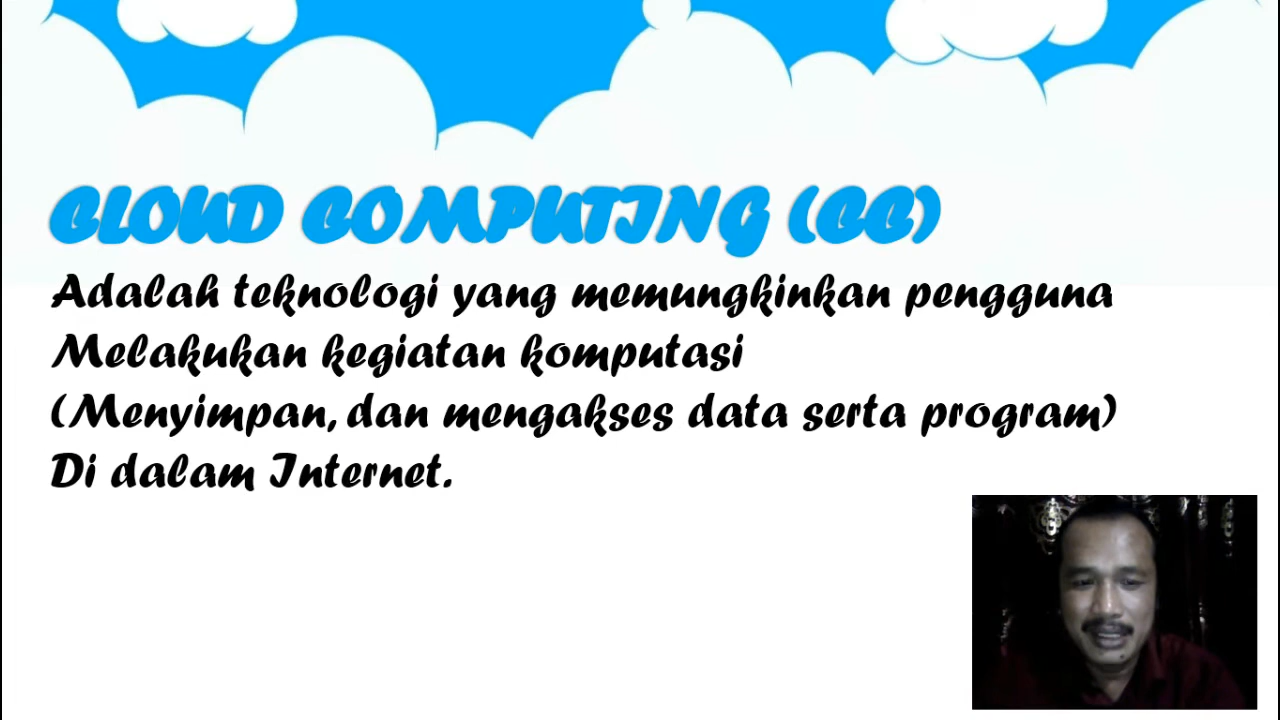 CLOUD COMPUTING (CC)
Adalah teknologi yang memungkinkan pengguna
Melakukan kegiatan komputasi
(Menyimpan, dan mengakses data serta program)
Di dalam Internet.